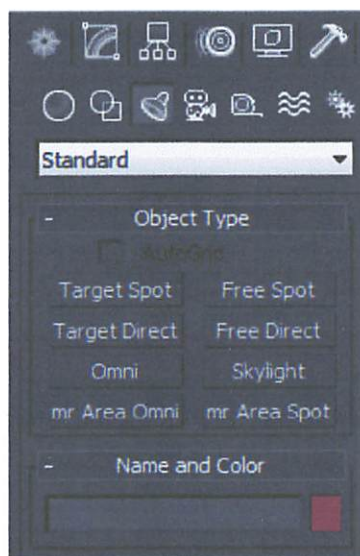 Standard
- Object Type
AutoGrid
Target Spot Free Spot
Target Direct Free Direct
Omni Skylight
mr Area Omni mr Area Spot
- Name and Color